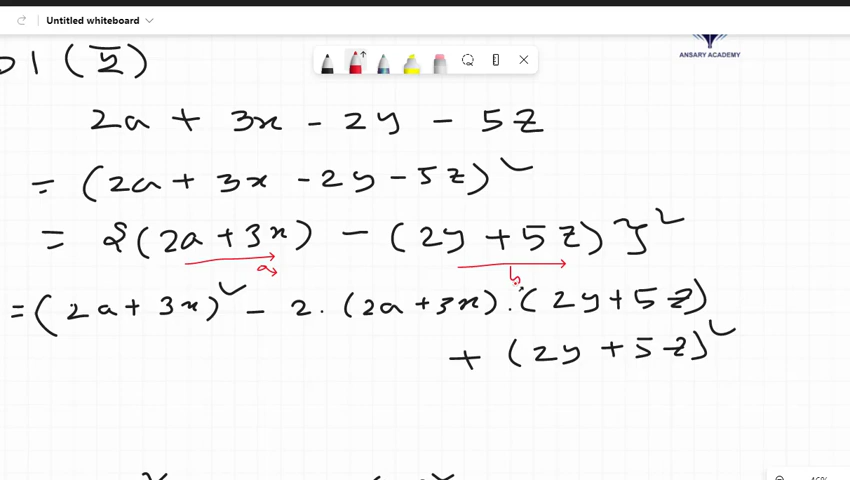 Untitled whiteboard
ANSARY ACADEMY
2a + 3x - 2y - 5z
= (2a + 3x - 2y - 5z)²
= {(2a + 3x) - (2y + 5z)}²
a
b
= (2a + 3x)² - 2 . (2a + 3x) . (2y + 5z)
+ (2y + 5z)²